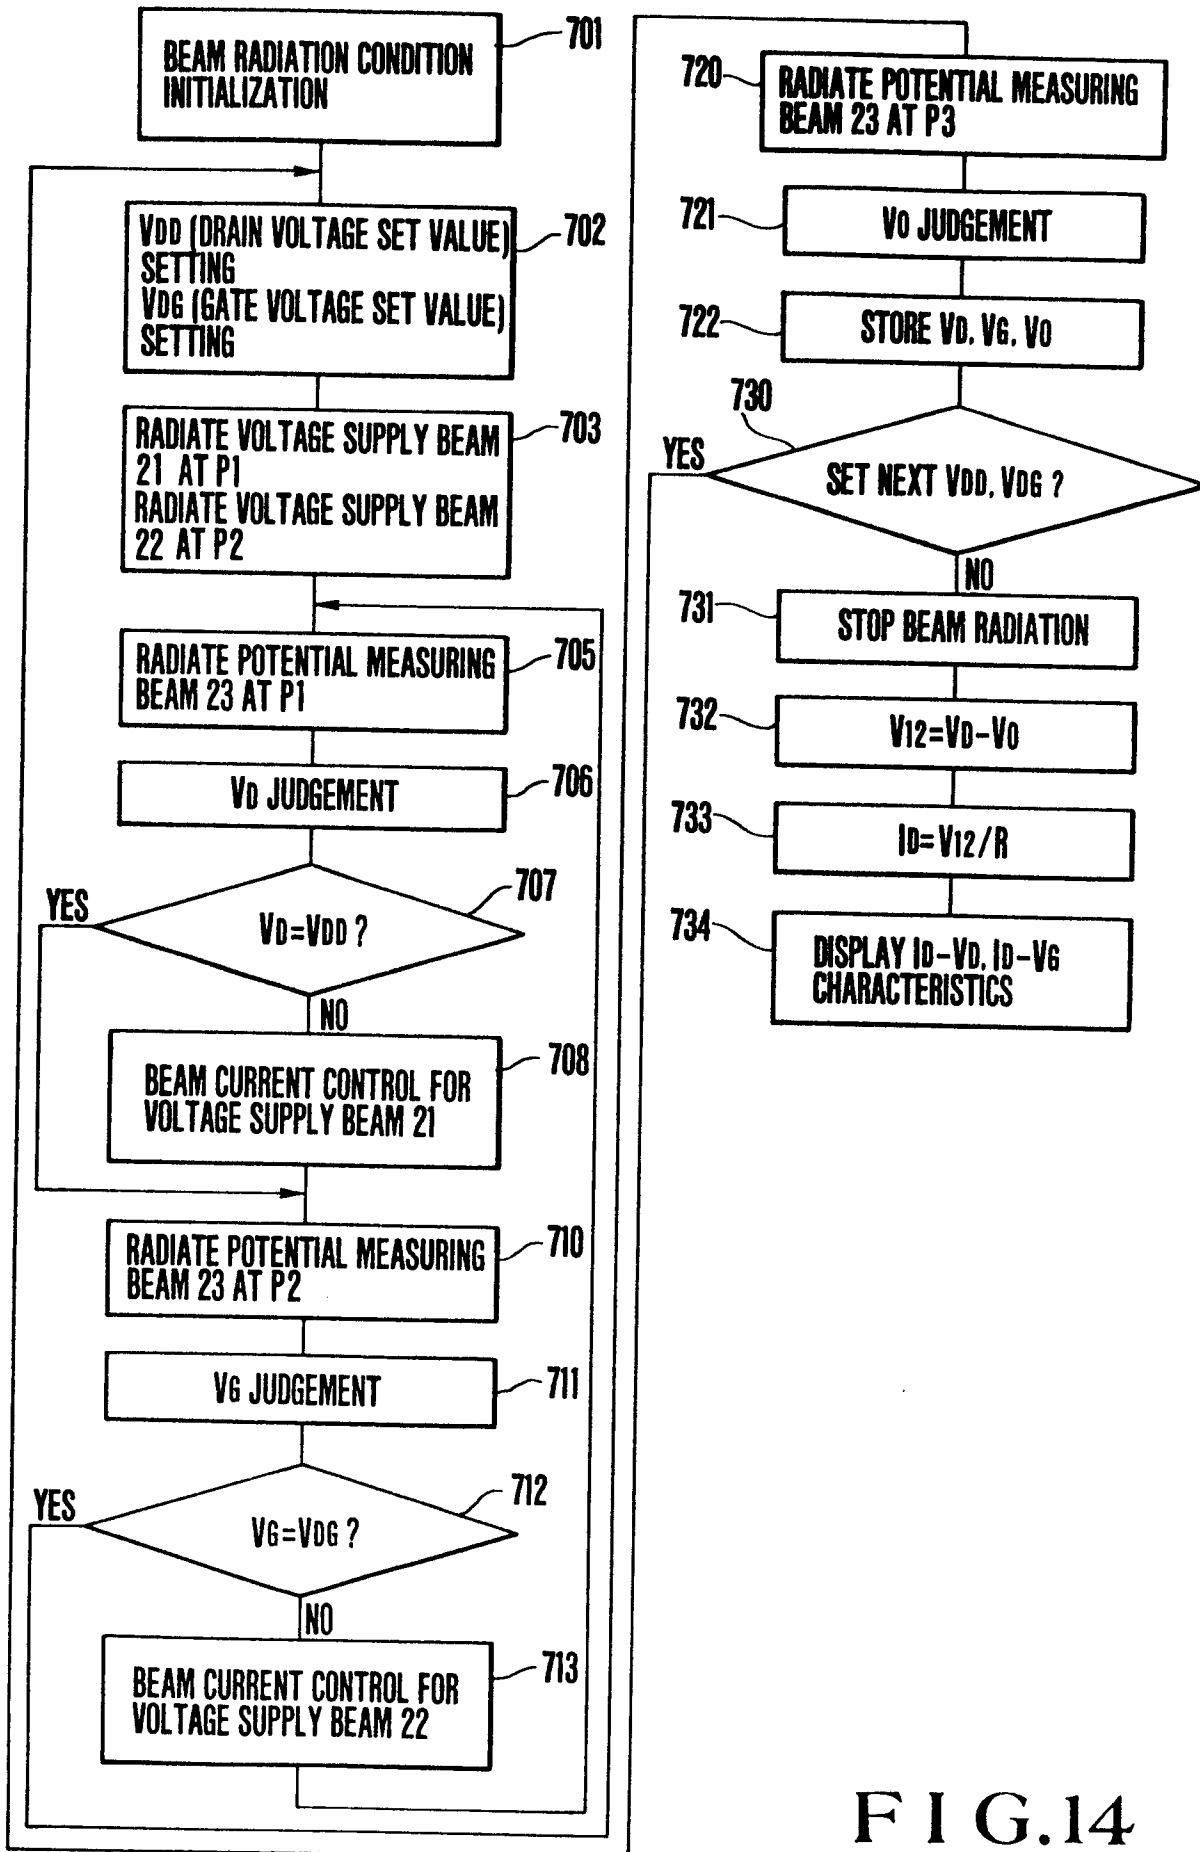 BEAM RADIATION CONDITION
INITIALIZATION
701
VDD (DRAIN VOLTAGE SET VALUE)
SETTING
VDG (GATE VOLTAGE SET VALUE)
SETTING
702
RADIATE VOLTAGE SUPPLY BEAM
21 AT P1
RADIATE VOLTAGE SUPPLY BEAM
22 AT P2
703
RADIATE POTENTIAL MEASURING
BEAM 23 AT P1
705
VD JUDGEMENT
706
707
YES
VD=VDD ?
NO
BEAM CURRENT CONTROL FOR
VOLTAGE SUPPLY BEAM 21
708
RADIATE POTENTIAL MEASURING
BEAM 23 AT P2
710
VG JUDGEMENT
711
712
YES
VG=VDG ?
NO
BEAM CURRENT CONTROL FOR
VOLTAGE SUPPLY BEAM 22
713
720
RADIATE POTENTIAL MEASURING
BEAM 23 AT P3
721
VO JUDGEMENT
722
STORE VD, VG, VO
730
YES
SET NEXT VDD, VDG ?
NO
731
STOP BEAM RADIATION
732
V12=VD-VO
733
ID=V12/R
734
DISPLAY ID-VD, ID-VG
CHARACTERISTICS
FIG.14